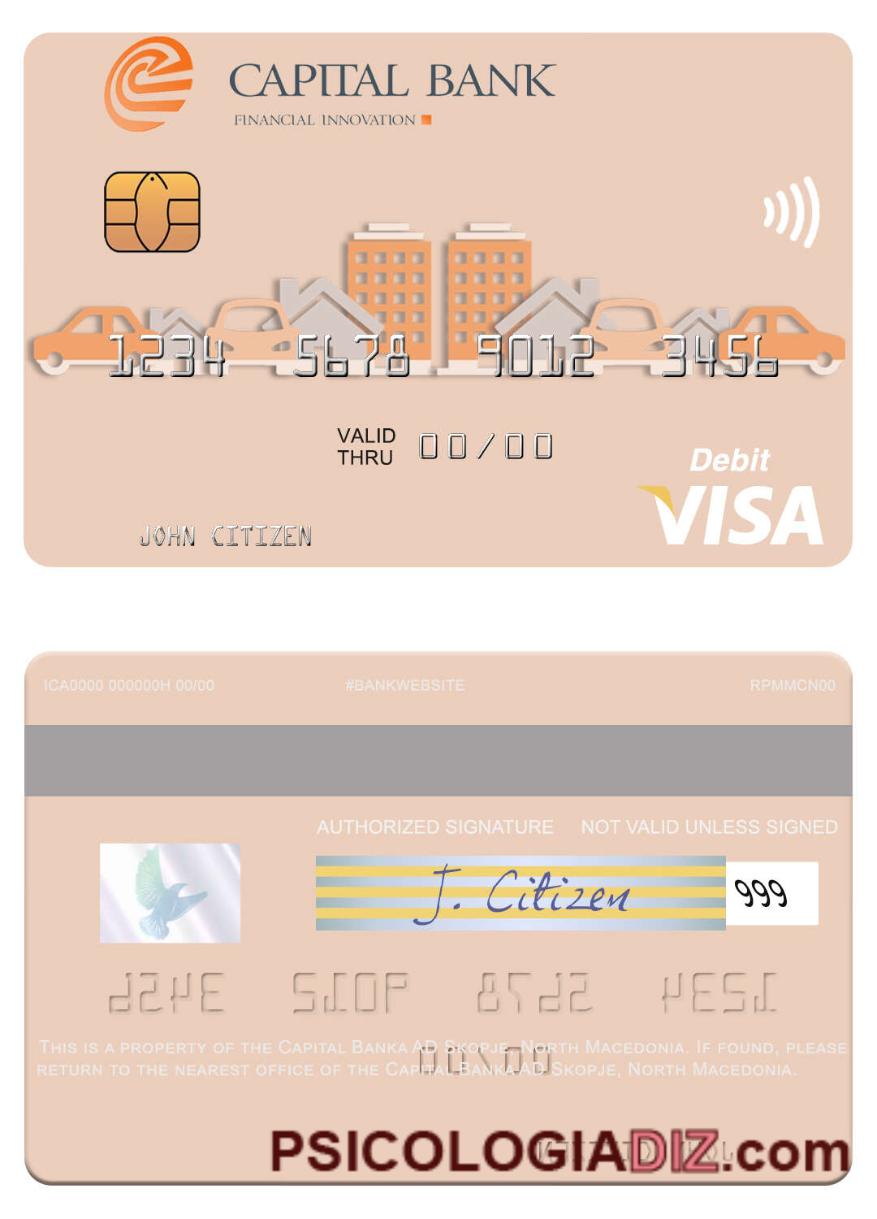 CAPITAL BANK
FINANCIAL INNOVATION
1234 5678 9012 3456
VALID THRU 00/00
Debit
VISA
JOHN CITIZEN
ICA0000 000000H 00/00 #BANKWEBSITE RPMMCN00
AUTHORIZED SIGNATURE NOT VALID UNLESS SIGNED
J. Citizen 999
THIS IS A PROPERTY OF THE CAPITAL BANKA AD SKOPJE, NORTH MACEDONIA. IF FOUND, PLEASE
RETURN TO THE NEAREST OFFICE OF THE CAPITAL BANKA AD SKOPJE, NORTH MACEDONIA.
PSICOLOGIADIZ.com